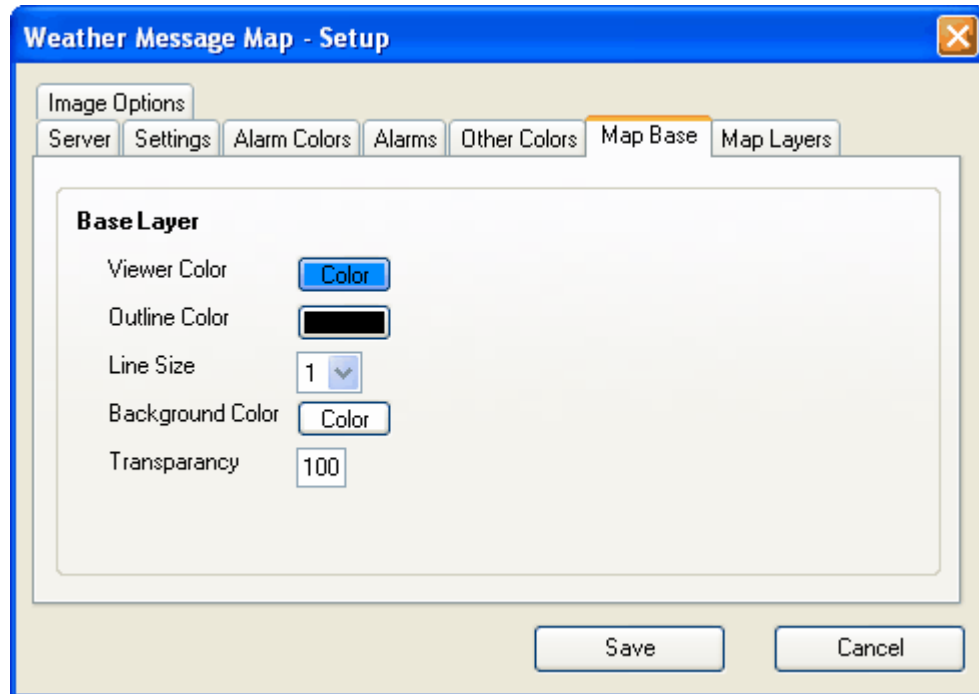 Weather Message Map - Setup
Image Options
Server Settings Alarm Colors Alarms Other Colors Map Base Map Layers
Base Layer
Viewer Color Color
Outline Color
Line Size 1
Background Color Color
Transparancy 100
Save Cancel